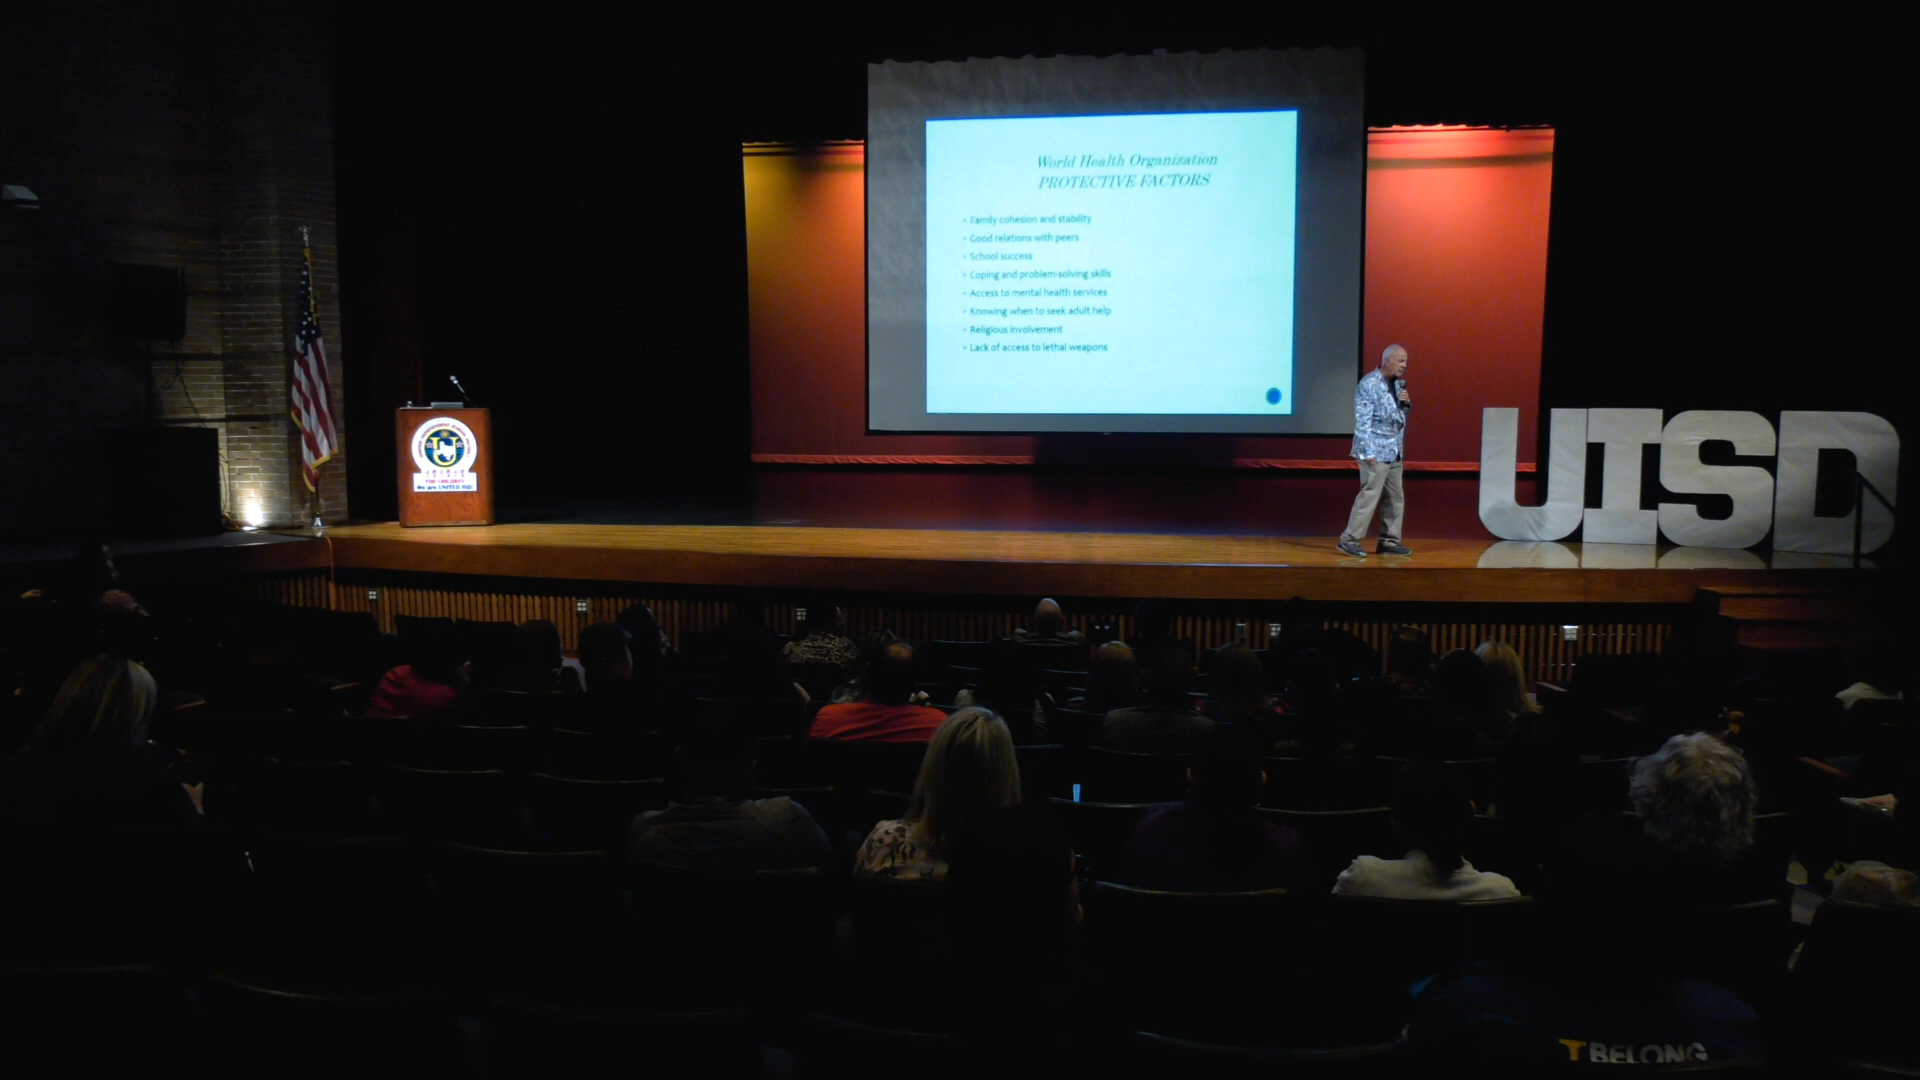 World Health Organization
PROTECTIVE FACTORS
Family cohesion and stability
Good relations with peers
School success
Coping and problem-solving skills
Access to mental health services
Knowing when to seek adult help
Religious involvement
Lack of access to lethal weapons
UISD
U
FOR CHILDREN
We are UNITED ISD!
BELONG